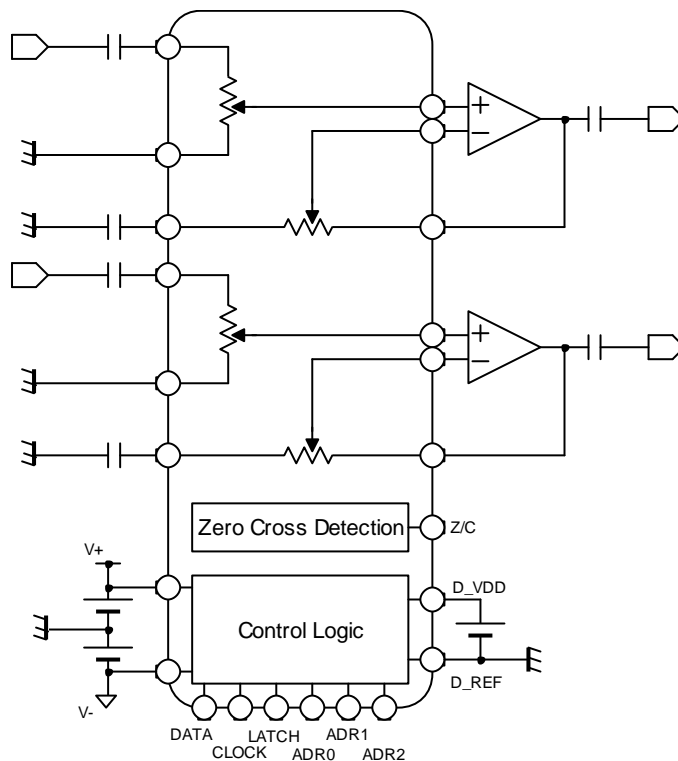 +
−
+
−
Zero Cross Detection
Z/C
V+
D_VDD
Control Logic
D_REF
V-
DATA
CLOCK
LATCH
ADR0
ADR1
ADR2